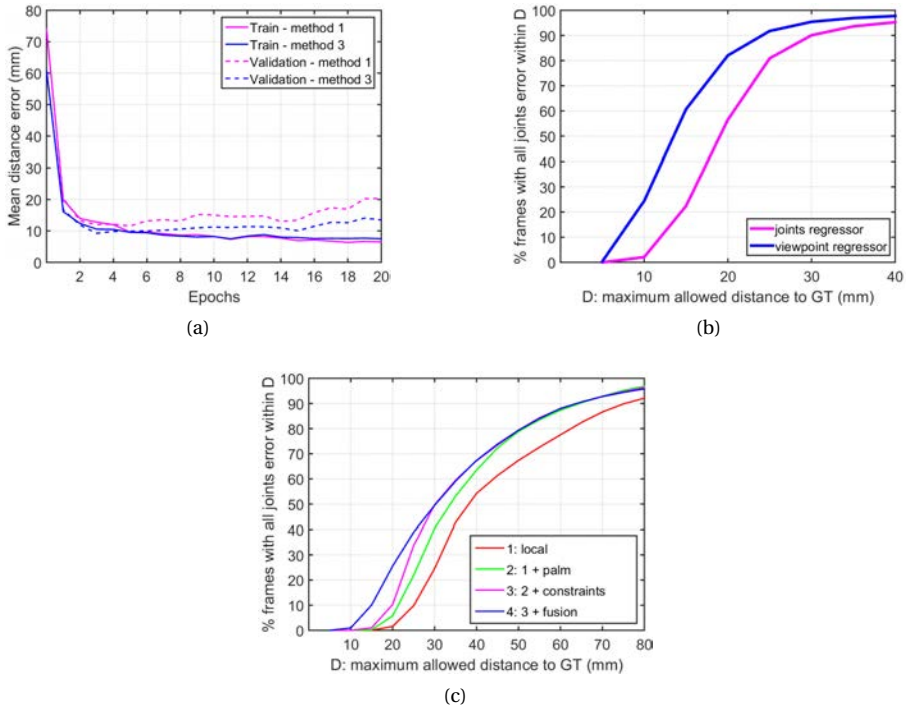 80
70
60
50
40
30
20
10
0
Mean distance error (mm)
Train - method 1
Train - method 3
Validation - method 1
Validation - method 3
2 4 6 8 10 12 14 16 18 20
Epochs
(a)
100
90
80
70
60
50
40
30
20
10
0
% frames with all joints error within D
joints regressor
viewpoint regressor
10 20 30 40
D: maximum allowed distance to GT (mm)
(b)
100
90
80
70
60
50
40
30
20
10
0
% frames with all joints error within D
1: local
2: 1 + palm
3: 2 + constraints
4: 3 + fusion
10 20 30 40 50 60 70 80
D: maximum allowed distance to GT (mm)
(c)